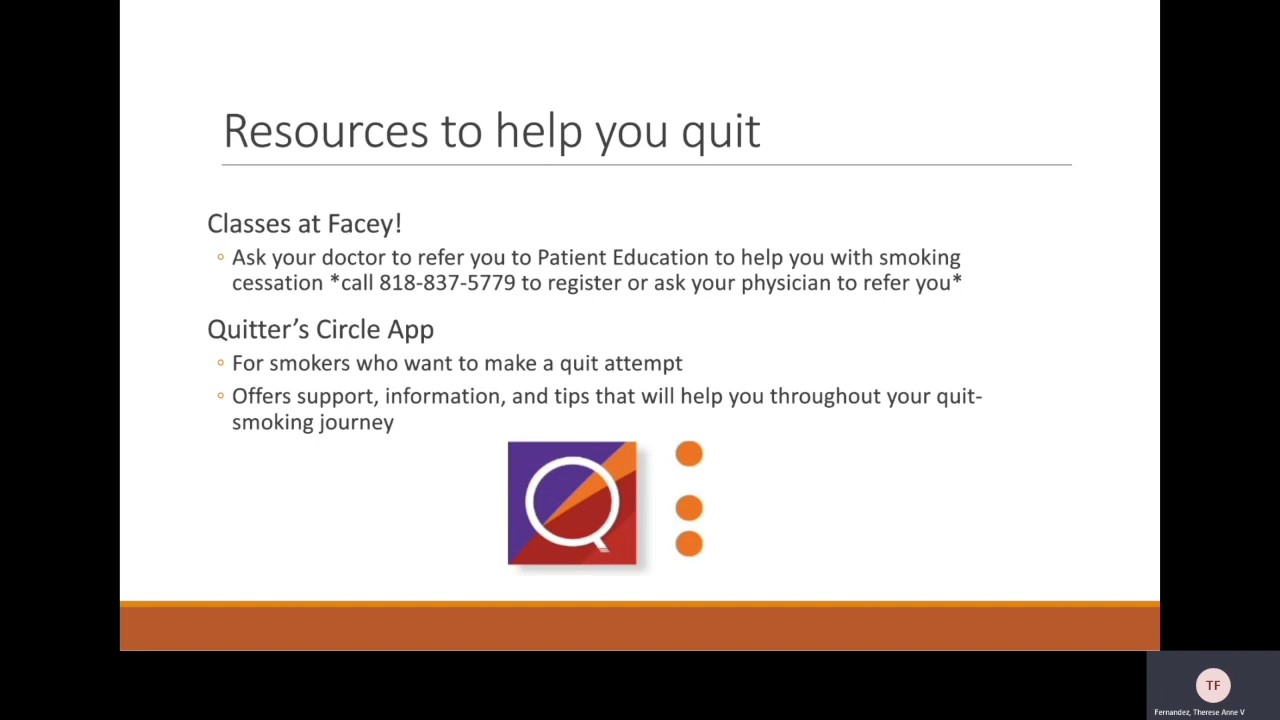 Resources to help you quit
Classes at Facey!
◦ Ask your doctor to refer you to Patient Education to help you with smoking
cessation *call 818-837-5779 to register or ask your physician to refer you*
Quitter’s Circle App
◦ For smokers who want to make a quit attempt
◦ Offers support, information, and tips that will help you throughout your quit-
smoking journey
Q
TF
Fernandez, Therese Anne V